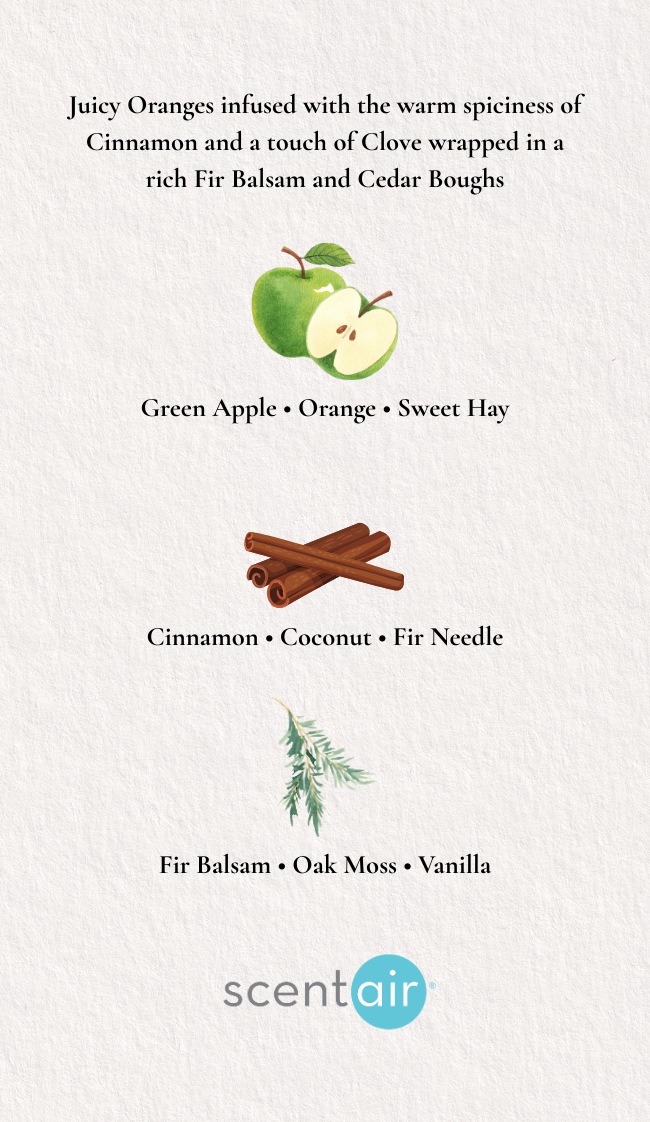 Juicy Oranges infused with the warm spiciness of
Cinnamon and a touch of Clove wrapped in a
rich Fir Balsam and Cedar Boughs
Green Apple • Orange • Sweet Hay
Cinnamon • Coconut • Fir Needle
Fir Balsam • Oak Moss • Vanilla
scentair®